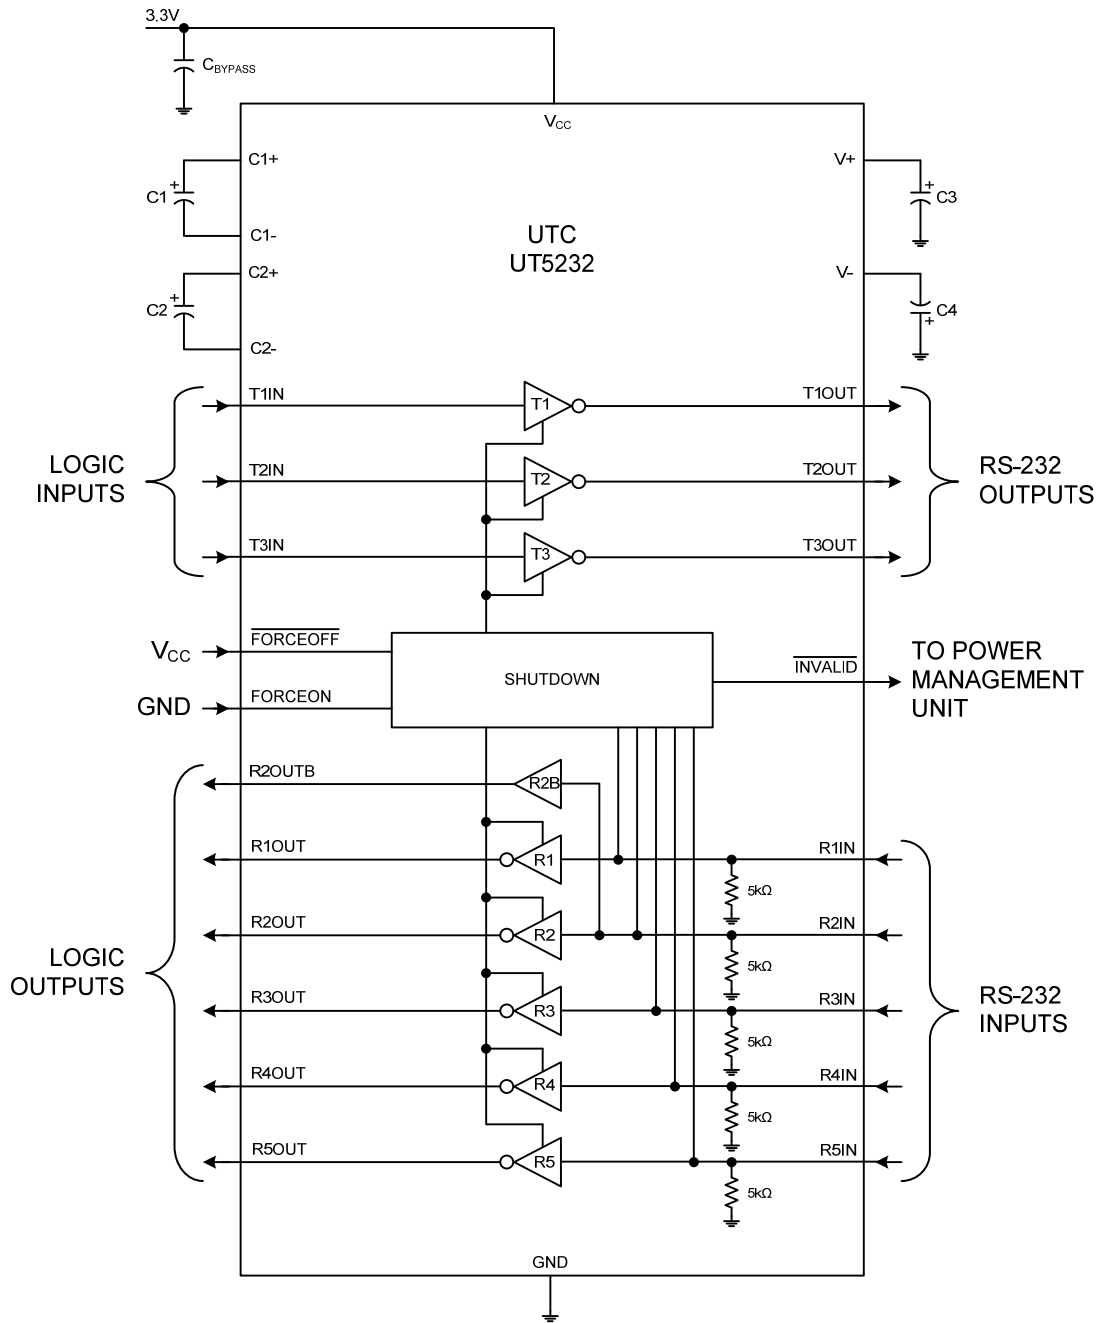 3.3V
CBYPASS
VCC
C1+
V+
C1
C3
C1-
UTC
UT5232
C2+
V-
C2
C4
C2-
T1IN
T1
T1OUT
LOGIC
INPUTS
T2IN
T2
T2OUT
RS-232
OUTPUTS
T3IN
T3
T3OUT
VCC
FORCEOFF
SHUTDOWN
INVALID
TO POWER
MANAGEMENT
UNIT
GND
FORCEON
R2OUTB
R2B
R1OUT
R1
R1IN
5kΩ
R2OUT
R2
R2IN
5kΩ
LOGIC
OUTPUTS
R3OUT
R3
R3IN
5kΩ
RS-232
INPUTS
R4OUT
R4
R4IN
5kΩ
R5OUT
R5
R5IN
5kΩ
GND
+
+
+
+